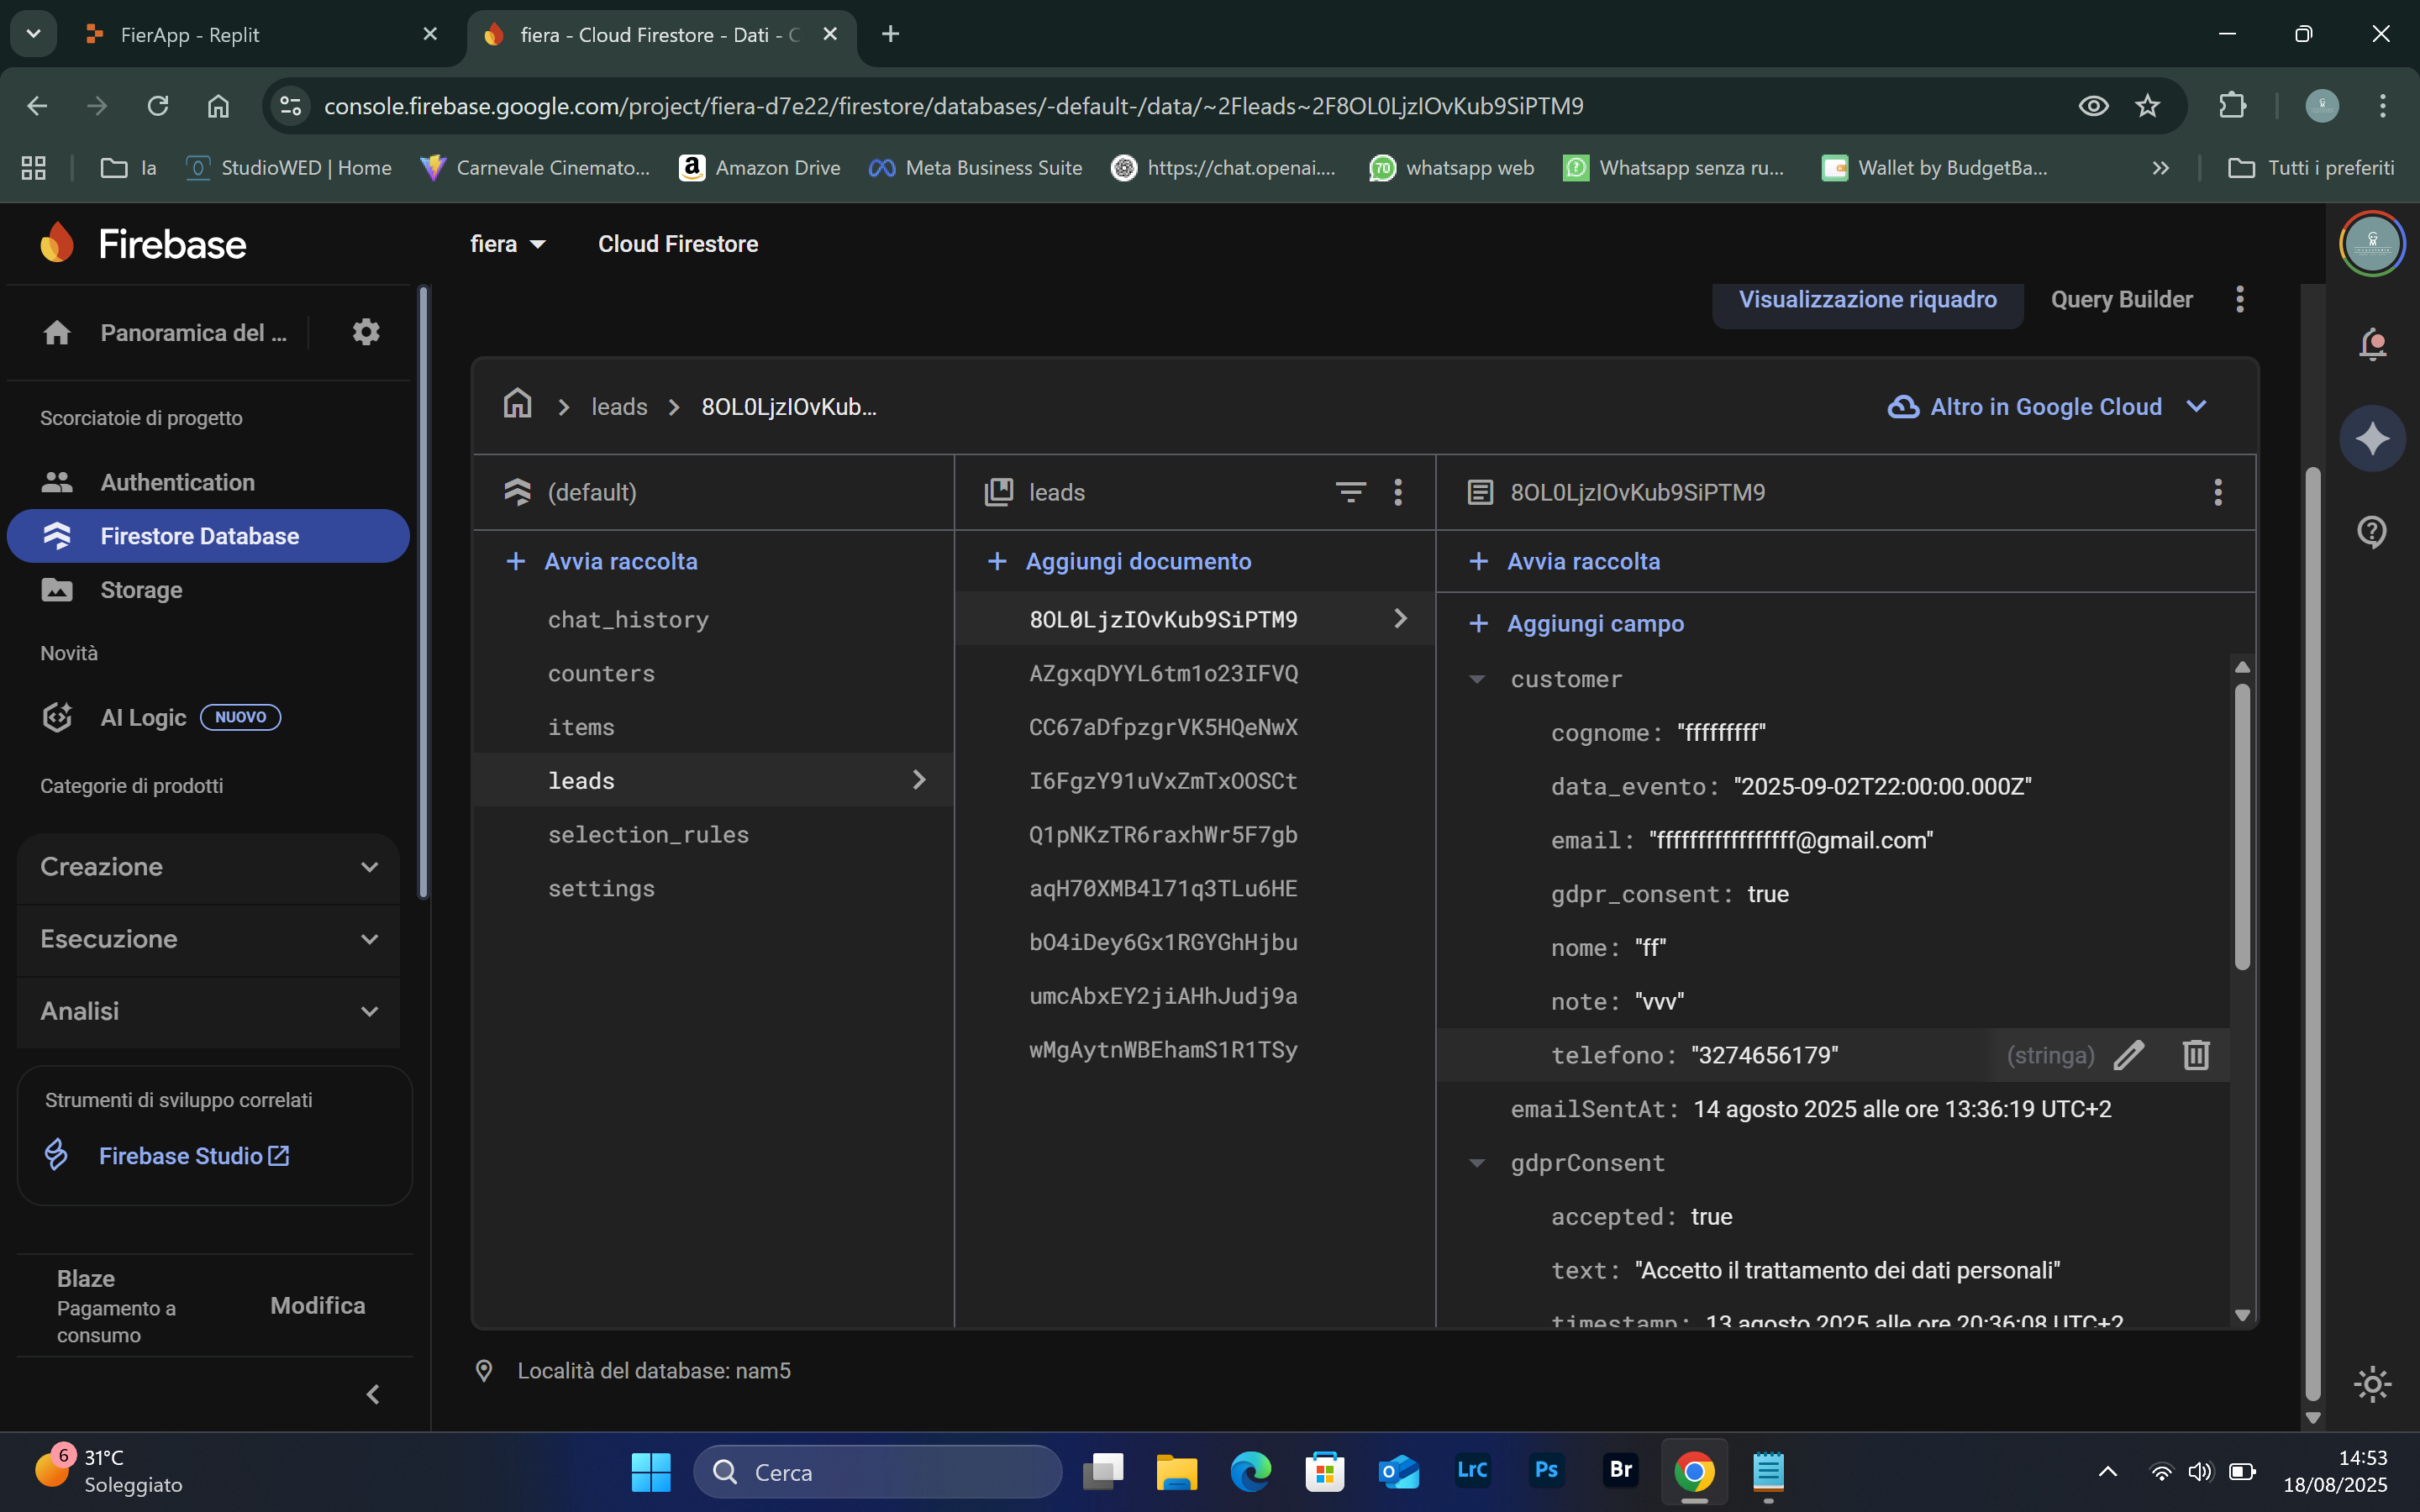 FierApp - Replit
fiera - Cloud Firestore - Dati - C
console.firebase.google.com/project/fiera-d7e22/firestore/databases/-default-/data/~2Fleads~2F8OL0LjzIOvKub9SiPTM9
Ia
StudioWED | Home
Carnevale Cinemato...
Amazon Drive
Meta Business Suite
https://chat.openai....
70
whatsapp web
Whatsapp senza ru...
Wallet by BudgetBa...
Tutti i preferiti
Firebase
fiera
Cloud Firestore
Panoramica del ...
Visualizzazione riquadro
Query Builder
Scorciatoie di progetto
Authentication
Firestore Database
Storage
Novità
AI Logic
NUOVO
Categorie di prodotti
Creazione
Esecuzione
Analisi
Strumenti di sviluppo correlati
Firebase Studio
Blaze
Pagamento a
consumo
Modifica
leads
8OL0LjzIOvKub...
Altro in Google Cloud
(default)
Avvia raccolta
chat_history
counters
items
leads
selection_rules
settings
leads
Aggiungi documento
8OL0LjzIOvKub9SiPTM9
AZgxqDYYL6tm1o23IFVQ
CC67aDfpzgrVK5HQeNwX
I6FgzY91uVxZmTxOOSCt
Q1pNKzTR6raxhWr5F7gb
aqH70XMB4l71q3TLu6HE
bO4iDey6Gx1RGYGhHjbu
umcAbxEY2jiAHhJudj9a
wMgAytnWBEhamS1R1TSy
8OL0LjzIOvKub9SiPTM9
Avvia raccolta
Aggiungi campo
customer
cognome: "fffffffff"
data_evento: "2025-09-02T22:00:00.000Z"
email: "fffffffffffffffff@gmail.com"
gdpr_consent: true
nome: "ff"
note: "vvv"
telefono: "3274656179"
(stringa)
emailSentAt: 14 agosto 2025 alle ore 13:36:19 UTC+2
gdprConsent
accepted: true
text: "Accetto il trattamento dei dati personali"
timestamp: 13 agosto 2025 alle ore 20:36:08 UTC+2
Località del database: nam5
6
31°C
Soleggiato
Cerca
LrC
Ps
Br
14:53
18/08/2025